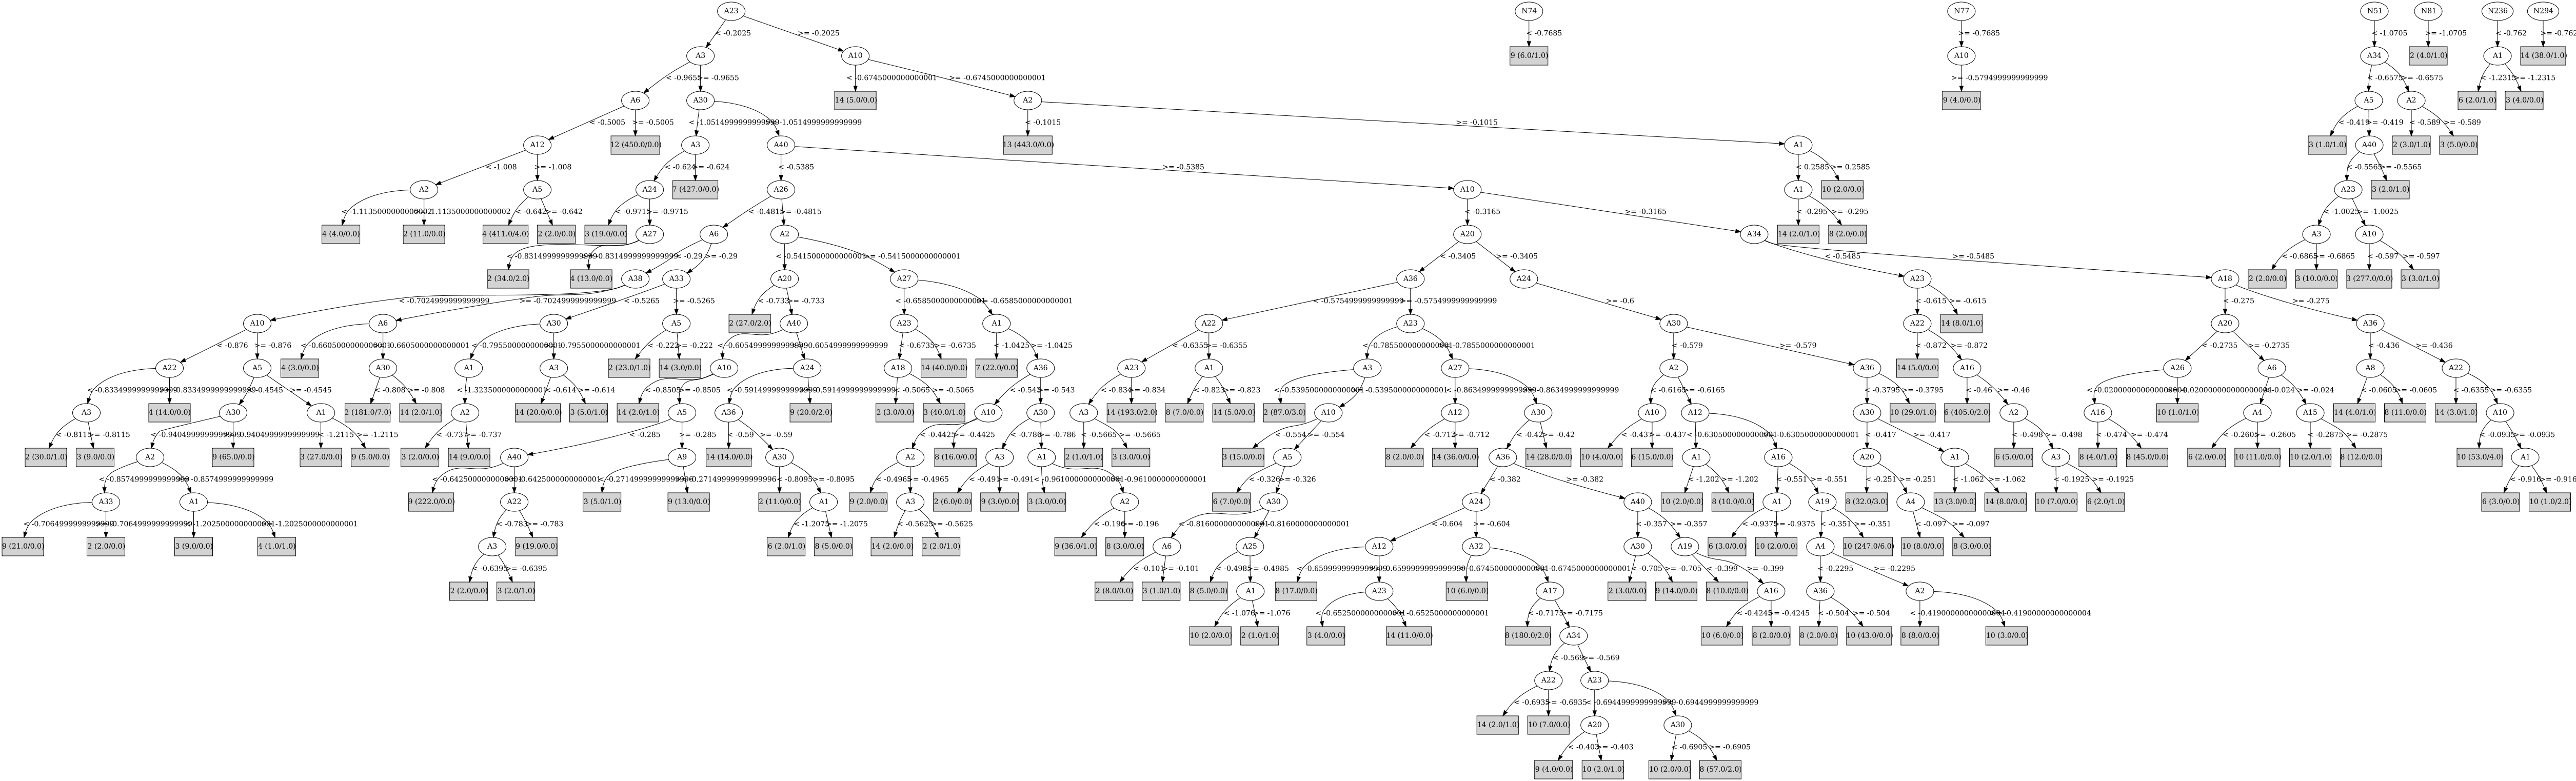 A23 N74 N77 N51 N81 N236 N294
< -0.2025 >= -0.2025 < -0.7685 >= -0.7685 < -1.0705 >= -1.0705 < -0.762 >= -0.762
A3 A10 9 (6.0/1.0) A10 A34 2 (4.0/1.0) A1 14 (38.0/1.0)
< -0.9655 >= -0.9655 < -0.6745000000000001 >= -0.6745000000000001 >= -0.5794999999999999 < -0.6575 >= -0.6575 < -1.2315 >= -1.2315
A6 A30 14 (5.0/0.0) A2 9 (4.0/0.0) A5 A2 6 (2.0/1.0) 3 (4.0/0.0)
< -0.5005 >= -0.5005 < -1.0514999999999999 -1.0514999999999999 < -0.1015 >= -0.1015 < -0.419 >= -0.419 < -0.589 >= -0.589
A12 12 (450.0/0.0) A3 A40 13 (443.0/0.0) A1 3 (1.0/1.0) A40 2 (3.0/1.0) 3 (5.0/0.0)
< -1.008 >= -1.008 < -0.624 >= -0.624 < -0.5385 >= -0.5385 < 0.2585 >= 0.2585 < -0.5565 >= -0.5565
A2 A5 A24 7 (427.0/0.0) A26 A10 A1 10 (2.0/0.0) A23 3 (2.0/1.0)
< -1.1135000000000002 -1.1135000000000002 < -0.642 >= -0.642 < -0.9715 >= -0.9715 < -0.4815 >= -0.4815 < -0.3165 >= -0.3165 < -0.295 >= -0.295 < -1.0025 >= -1.0025
4 (4.0/0.0) 2 (11.0/0.0) 4 (411.0/4.0) 2 (2.0/0.0) 3 (19.0/0.0) A27 A6 A2 A20 A34 14 (2.0/1.0) 8 (2.0/0.0) A3 A10
< -0.8314999999999999 -0.8314999999999999 < -0.29 >= -0.29 < -0.5415000000000001 >= -0.5415000000000001 < -0.3405 >= -0.3405 < -0.5485 >= -0.5485 < -0.6865 >= -0.6865 < -0.597 >= -0.597
2 (34.0/2.0) 4 (13.0/0.0) A38 A33 A20 A27 A36 A24 A23 A18 2 (2.0/0.0) 3 (10.0/0.0) 3 (277.0/0.0) 3 (3.0/1.0)
< -0.7024999999999999 >= -0.7024999999999999 < -0.5265 >= -0.5265 < -0.733 >= -0.733 < -0.6585000000000001 -0.6585000000000001 < -0.5754999999999999 >= -0.5754999999999999 >= -0.6 < -0.615 >= -0.615 < -0.275 >= -0.275
A10 A6 A30 A5 2 (27.0/2.0) A40 A23 A1 A22 A23 A30 A22 14 (8.0/1.0) A20 A36
< -0.876 >= -0.876 < -0.6605000000000001 >= -0.6605000000000001 < -0.7955000000000001 -0.7955000000000001 < -0.222 >= -0.222 < -0.6054999999999999 -0.6054999999999999 < -0.6735 >= -0.6735 < -1.0425 >= -1.0425 < -0.6355 >= -0.6355 < -0.7855000000000001 -0.7855000000000001 < -0.579 >= -0.579 < -0.872 >= -0.872 < -0.2735 >= -0.2735 < -0.436 >= -0.436
A22 A5 4 (3.0/0.0) A30 A1 A3 2 (23.0/1.0) 14 (3.0/0.0) A10 A24 A18 14 (40.0/0.0) 7 (22.0/0.0) A36 A23 A1 A3 A27 A2 A36 14 (5.0/0.0) A16 A26 A6 A8 A22
< -0.8334999999999999 -0.8334999999999999 < -0.4545 >= -0.4545 < -0.808 >= -0.808 < -1.3235000000000001 < -0.614 >= -0.614 < -0.8505 >= -0.8505 < -0.5914999999999999 -0.5914999999999999 < -0.5065 >= -0.5065 < -0.543 >= -0.543 < -0.834 >= -0.834 < -0.823 >= -0.823 < -0.5395000000000001 -0.5395000000000001 < -0.8634999999999999 -0.8634999999999999 < -0.6165 >= -0.6165 < -0.3795 >= -0.3795 < -0.46 >= -0.46 < -0.024 >= -0.024 < -0.0605 >= -0.0605 < -0.6355 >= -0.6355
A3 4 (14.0/0.0) A30 A1 2 (181.0/7.0) 14 (2.0/1.0) A2 14 (20.0/0.0) 3 (5.0/1.0) 14 (2.0/1.0) A5 A36 9 (20.0/2.0) 2 (3.0/0.0) 3 (40.0/1.0) A10 A30 A3 14 (193.0/2.0) 8 (7.0/0.0) 14 (5.0/0.0) 2 (87.0/3.0) A10 A12 A30 A10 A12 A30 10 (29.0/1.0) 6 (405.0/2.0) A2 A16 10 (1.0/1.0) A4 A15 14 (4.0/1.0) 8 (11.0/0.0) 14 (3.0/1.0) A10
< -0.8115 >= -0.8115 < -0.9404999999999999 -0.9404999999999999 < -1.2115 >= -1.2115 < -0.737 >= -0.737 < -0.285 >= -0.285 < -0.59 >= -0.59 < -0.4425 >= -0.4425 < -0.786 >= -0.786 < -0.5665 >= -0.5665 < -0.554 >= -0.554 < -0.712 >= -0.712 < -0.42 >= -0.42 < -0.437 >= -0.437 < -0.6305000000000001 -0.6305000000000001 < -0.417 >= -0.417 < -0.498 >= -0.498 < -0.474 >= -0.474 < -0.2605 >= -0.2605 < -0.2875 >= -0.2875 < -0.0935 >= -0.0935
2 (30.0/1.0) 3 (9.0/0.0) A2 9 (65.0/0.0) 3 (27.0/0.0) 9 (5.0/0.0) 3 (2.0/0.0) 14 (9.0/0.0) A40 A9 14 (14.0/0.0) A30 A2 8 (16.0/0.0) A3 A1 2 (1.0/1.0) 3 (3.0/0.0) 3 (15.0/0.0) A5 8 (2.0/0.0) 14 (36.0/0.0) A36 14 (28.0/0.0) 10 (4.0/0.0) 6 (15.0/0.0) A1 A16 A20 A1 6 (5.0/0.0) A3 8 (4.0/1.0) 8 (45.0/0.0) 6 (2.0/0.0) 10 (11.0/0.0) 10 (2.0/1.0) 8 (12.0/0.0) 10 (53.0/4.0) A1
< -0.8574999999999999 -0.8574999999999999 < -0.6425000000000001 -0.6425000000000001 < -0.8095 >= -0.8095 < -0.4965 >= -0.4965 < -0.491 >= -0.491 < -0.9610000000000001 -0.9610000000000001 < -0.326 >= -0.326 < -0.382 >= -0.382 < -1.202 >= -1.202 < -0.551 >= -0.551 < -0.251 >= -0.251 < -1.062 >= -1.062 < -0.1925 >= -0.1925 < -0.916 >= -0.916
A33 A1 9 (222.0/0.0) A22 3 (5.0/1.0) 9 (13.0/0.0) 2 (11.0/0.0) A1 9 (2.0/0.0) A3 2 (6.0/0.0) 9 (3.0/0.0) 3 (3.0/0.0) A2 6 (7.0/0.0) A30 A24 A40 10 (2.0/0.0) 8 (10.0/0.0) A1 A19 8 (32.0/3.0) A4 13 (3.0/0.0) 14 (8.0/0.0) 10 (7.0/0.0) 6 (2.0/1.0) 6 (3.0/0.0) 10 (1.0/2.0)
< -0.7064999999999999 -0.7064999999999999 -1.2025000000000001 -1.2025000000000001 < -0.783 >= -0.783 < -1.2075 >= -1.2075 < -0.5625 >= -0.5625 < -0.196 >= -0.196 < -0.8160000000000001 -0.8160000000000001 < -0.604 >= -0.604 < -0.357 >= -0.357 < -0.9375 >= -0.9375 < -0.351 >= -0.351 < -0.097 >= -0.097
9 (21.0/0.0) 2 (2.0/0.0) 3 (9.0/0.0) 4 (1.0/1.0) A3 9 (19.0/0.0) 6 (2.0/1.0) 8 (5.0/0.0) 14 (2.0/0.0) 2 (2.0/1.0) 9 (36.0/1.0) 8 (3.0/0.0) A6 A25 A12 A32 A30 A19 6 (3.0/0.0) 10 (2.0/0.0) A4 10 (247.0/6.0) 10 (8.0/0.0) 8 (3.0/0.0)
< -0.6395 >= -0.6395 < -0.101 >= -0.101 < -0.4985 >= -0.4985 < -0.6599999999999999 -0.6599999999999999 < -0.6745000000000001 -0.6745000000000001 < -0.705 >= -0.705 < -0.399 >= -0.399 < -0.2295 >= -0.2295
2 (2.0/0.0) 3 (2.0/1.0) 2 (8.0/0.0) 3 (1.0/1.0) 8 (5.0/0.0) A1 8 (17.0/0.0) A23 10 (6.0/0.0) A17 2 (3.0/0.0) 9 (14.0/0.0) 8 (10.0/0.0) A16 A36 A2
< -1.076 >= -1.076 < -0.6525000000000001 -0.6525000000000001 < -0.7175 >= -0.7175 < -0.4245 >= -0.4245 < -0.504 >= -0.504 < -0.41900000000000004 -0.41900000000000004
10 (2.0/0.0) 2 (1.0/1.0) 3 (4.0/0.0) 14 (11.0/0.0) 8 (180.0/2.0) A34 10 (6.0/0.0) 8 (2.0/0.0) 8 (2.0/0.0) 10 (43.0/0.0) 8 (8.0/0.0) 10 (3.0/0.0)
< -0.569 >= -0.569
A22 A23
< -0.6935 >= -0.6935 < -0.6944999999999999 -0.6944999999999999
14 (2.0/1.0) 10 (7.0/0.0) A20 A30
< -0.403 >= -0.403 < -0.6905 >= -0.6905
9 (4.0/0.0) 10 (2.0/1.0) 10 (2.0/0.0) 8 (57.0/2.0)